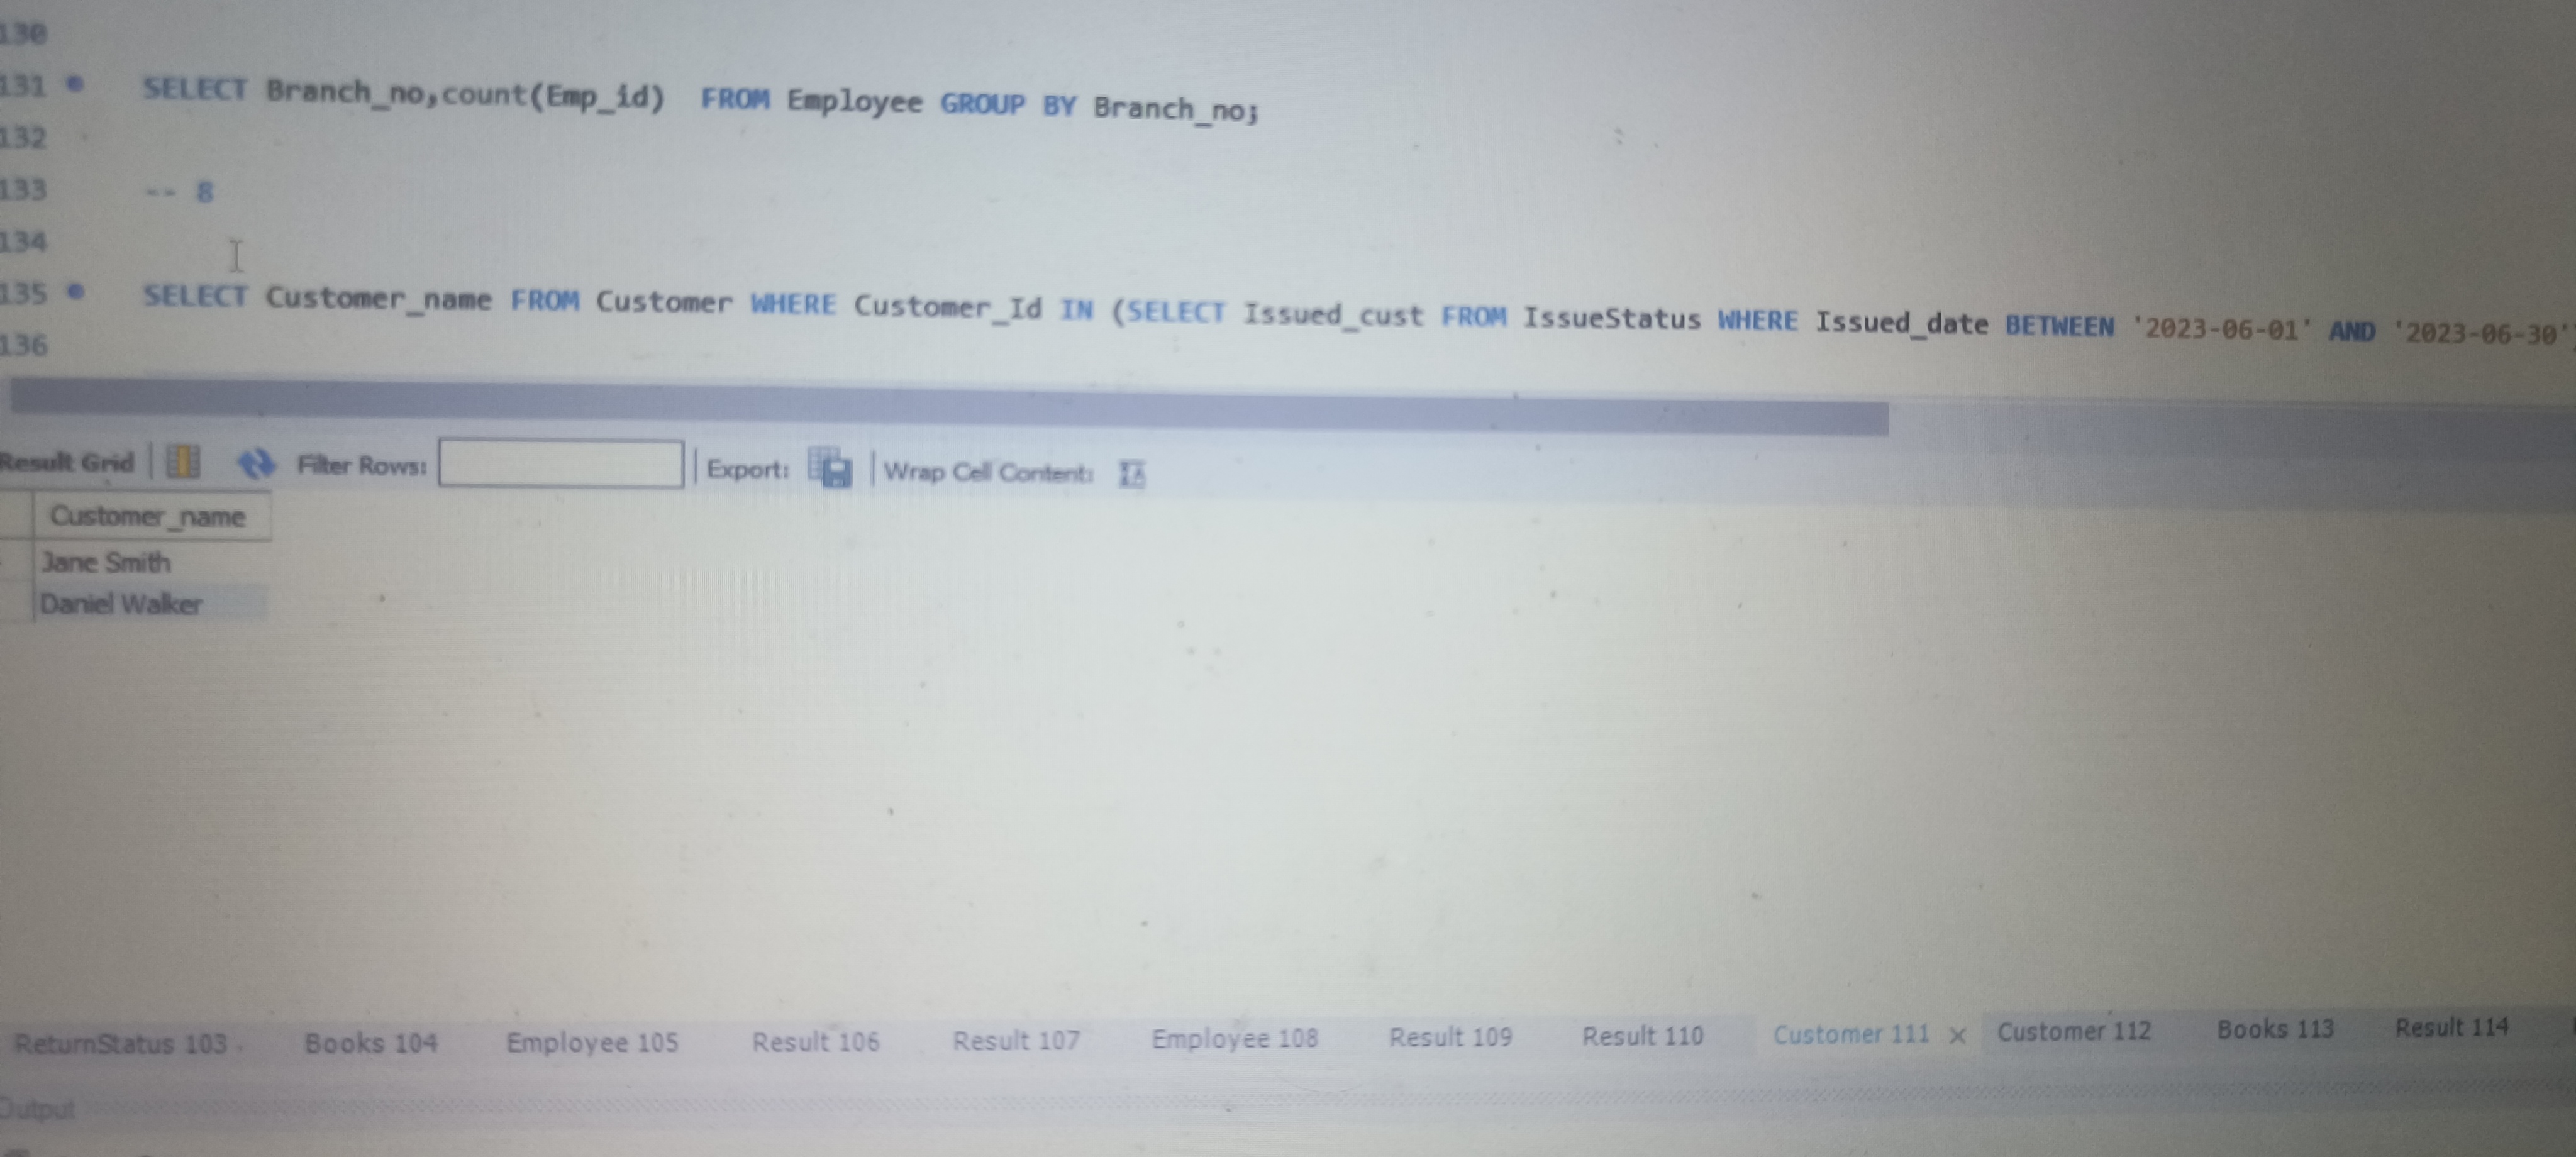 130
131 SELECT Branch_no,count(Emp_id) FROM Employee GROUP BY Branch_no;
132
133 -- 8
134
135 SELECT Customer_name FROM Customer WHERE Customer_Id IN (SELECT Issued_cust FROM IssueStatus WHERE Issued_date BETWEEN '2023-06-01' AND '2023-06-30'
136
Result Grid Filter Rows: Export: Wrap Cell Content:
Customer_name
Jane Smith
Daniel Walker
ReturnStatus 103 Books 104 Employee 105 Result 106 Result 107 Employee 108 Result 109 Result 110 Customer 111 Customer 112 Books 113 Result 114
Output